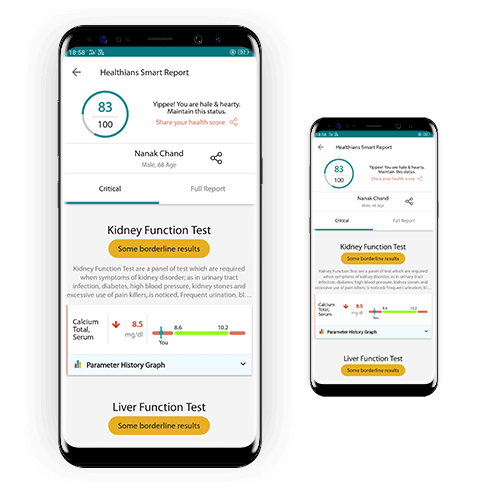 18:58
Healthians Smart Report
83
100
Yippee! You are hale & hearty.
Maintain this status.
Share your health score
Nanak Chand
Male, 68 Age
Critical
Full Report
Kidney Function Test
Some borderline results
Kidney Function Test are a panel of test which are required
when symptoms of kidney disorder; as in urinary tract
infection, diabetes, high blood pressure, kidney stones and
excessive use of pain killers, is noticed. Frequent urination, bl...
Calcium
Total,
Serum
8.5
mg/dl
8.6
10.2
You
Parameter History Graph
Liver Function Test
Some borderline results
Healthians Smart Report
83
100
Yippee! You are hale & hearty.
Maintain this status.
Share your health score
Nanak Chand
Male, 68 Age
Critical
Full Report
Kidney Function Test
Some borderline results
Kidney Function Test are a panel of test which are required
when symptoms of kidney disorder; as in urinary tract
infection, diabetes, high blood pressure, kidney stones and
excessive use of pain killers, is noticed. Frequent urination, bl...
Calcium
Total,
Serum
8.5
mg/dl
8.6
10.2
You
Parameter History Graph
Liver Function Test
Some borderline results